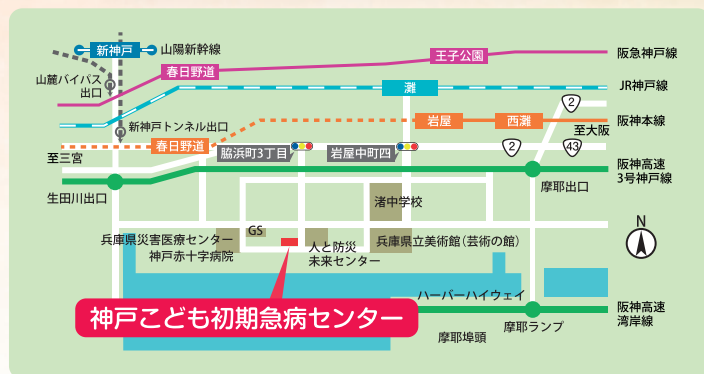 新神戸
山陽新幹線
王子公園
阪急神戸線
春日野道
山麓バイパス
出口
灘
JR神戸線
2
新神戸トンネル出口
岩屋
西灘
阪神本線
至大阪
春日野道
至三宮
脇浜町3丁目
岩屋中町四
2
43
阪神高速
3号神戸線
生田川出口
摩耶出口
渚中学校
N
GS
兵庫県災害医療センター
神戸赤十字病院
人と防災
未来センター
兵庫県立美術館(芸術の館)
ハーバーハイウェイ
神戸こども初期急病センター
阪神高速
湾岸線
摩耶ランプ
摩耶埠頭